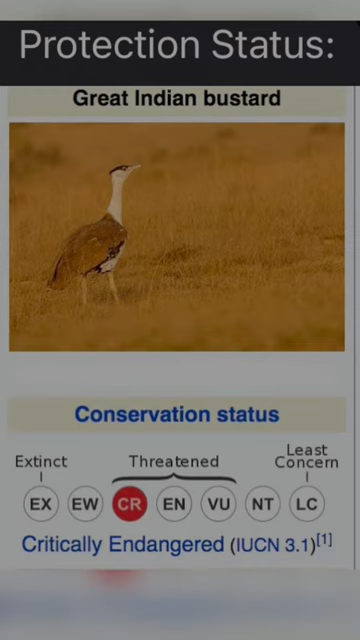 Protection Status:
Great Indian bustard
Conservation status
Least
Extinct Threatened Concern
EX EW CR EN VU NT LC
Critically Endangered (IUCN 3.1)[1]